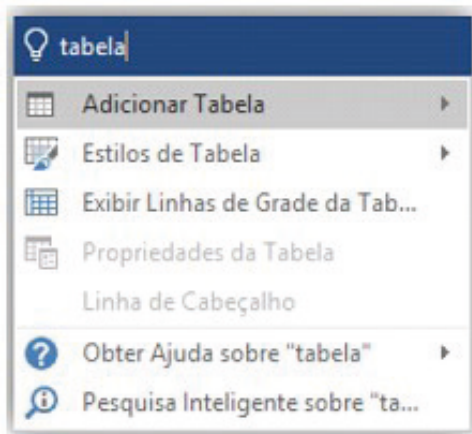 tabela
Adicionar Tabela
Estilos de Tabela
Exibir Linhas de Grade da Tab...
Propriedades da Tabela
Linha de Cabeçalho
Obter Ajuda sobre "tabela"
Pesquisa Inteligente sobre "ta...